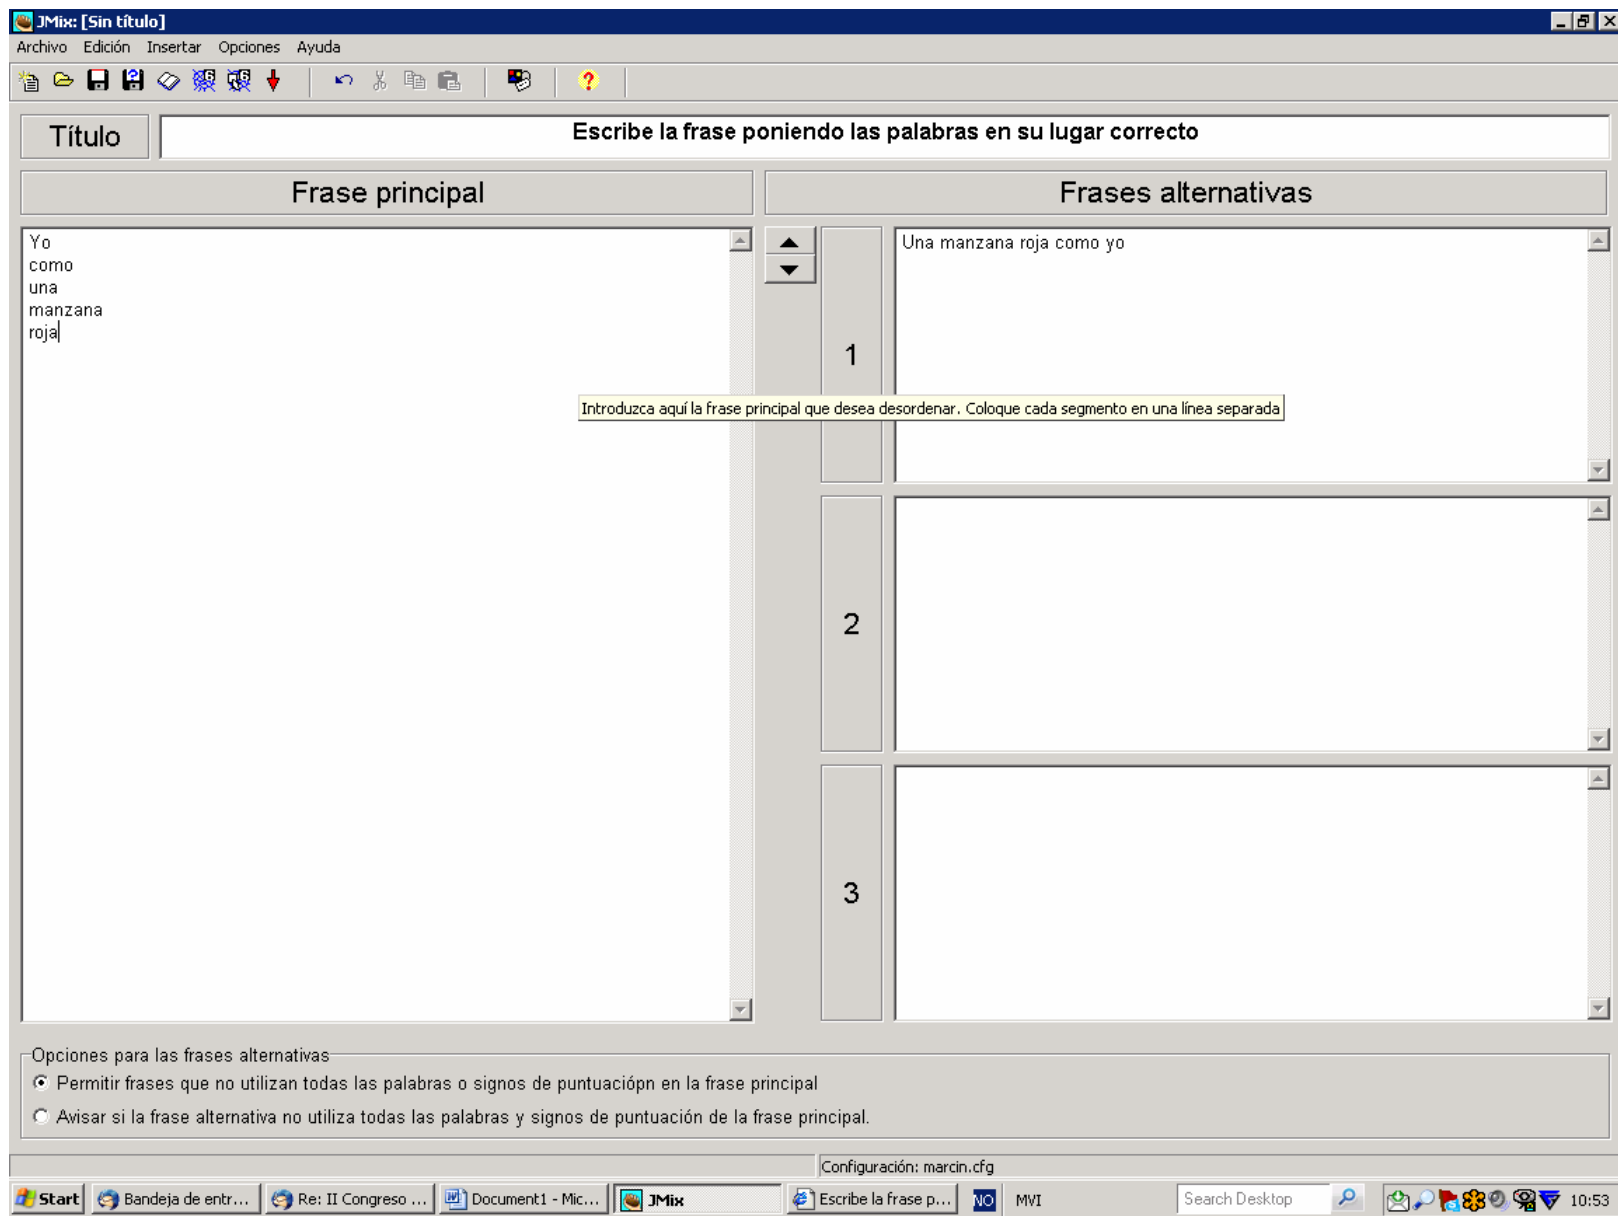 JMix: [Sin título]
Archivo Edición Insertar Opciones Ayuda
Título
Escribe la frase poniendo las palabras en su lugar correcto
Frase principal
Frases alternativas
Yo
como
una
manzana
roja
1
Una manzana roja como yo
Introduzca aquí la frase principal que desea desordenar. Coloque cada segmento en una línea separada
2
3
Opciones para las frases alternativas
Permitir frases que no utilizan todas las palabras o signos de puntuaciópn en la frase principal
Avisar si la frase alternativa no utiliza todas las palabras y signos de puntuación de la frase principal.
Configuración: marcin.cfg
Start Bandeja de entr... Re: II Congreso ... Document1 - Mic... JMix Escribe la frase p... NO MVI Search Desktop 10:53